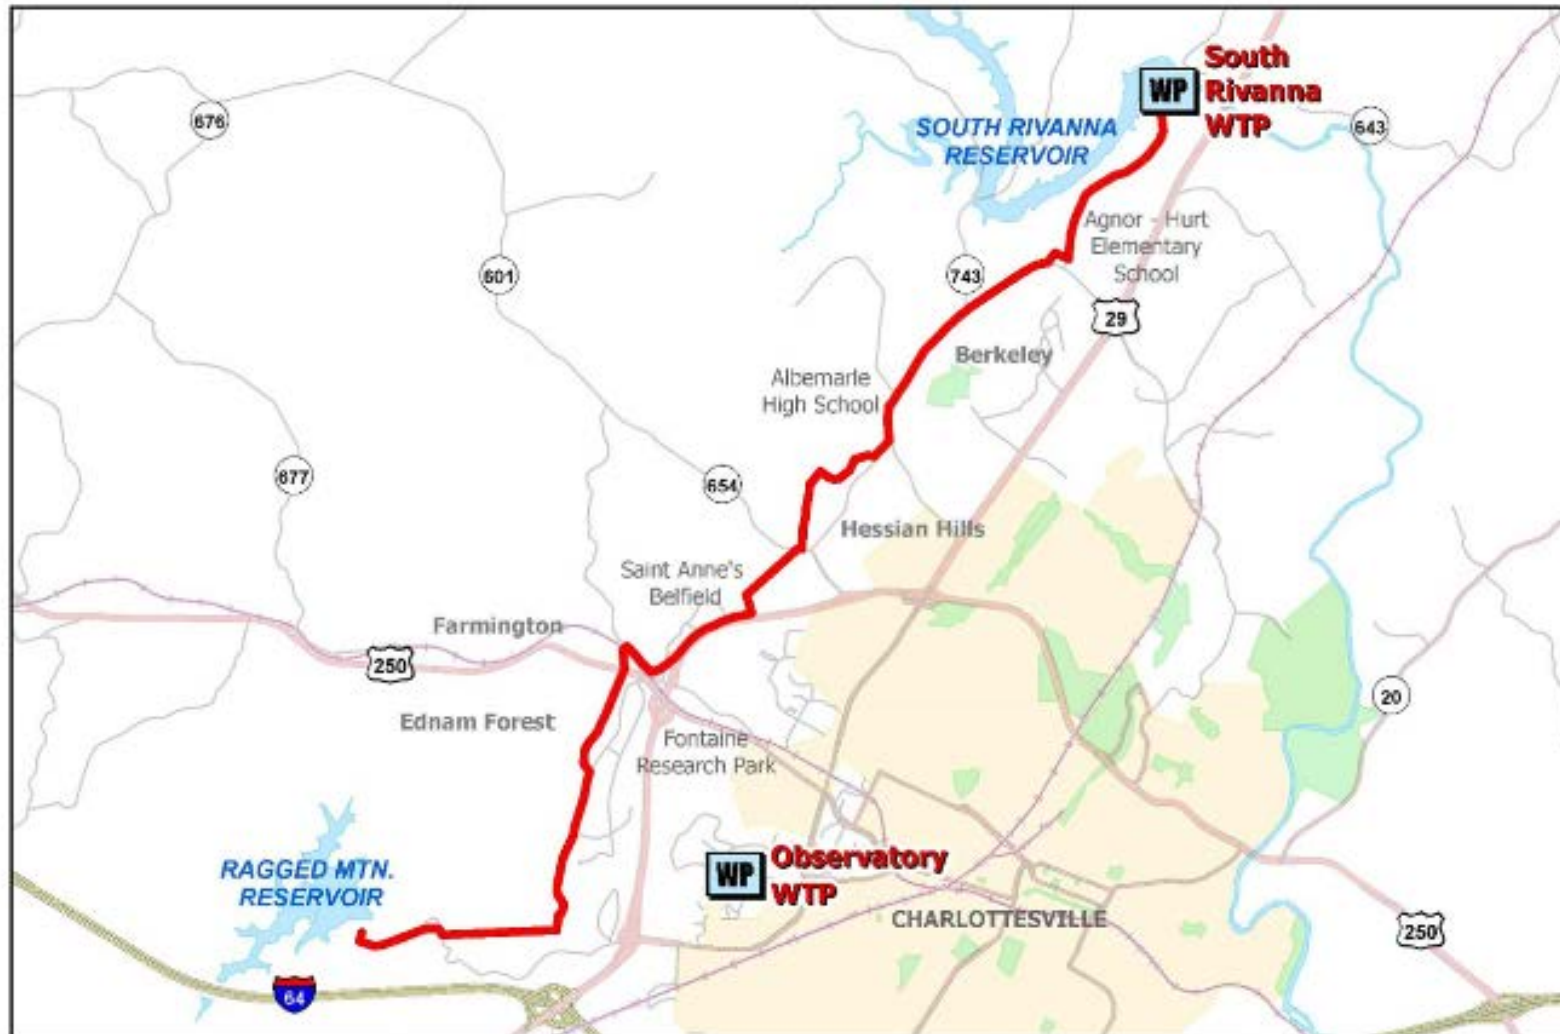 South
Rivanna
WTP
WP
676
643
SOUTH RIVANNA
RESERVOIR
Agnor - Hurt
Elementary
School
601
743
29
Berkeley
Albemarle
High School
677
654
Hessian Hills
Saint Anne's
Belfield
Farmington
250
20
Ednam Forest
Fontaine
Research Park
RAGGED MTN.
RESERVOIR
WP
Observatory
WTP
CHARLOTTESVILLE
250
64